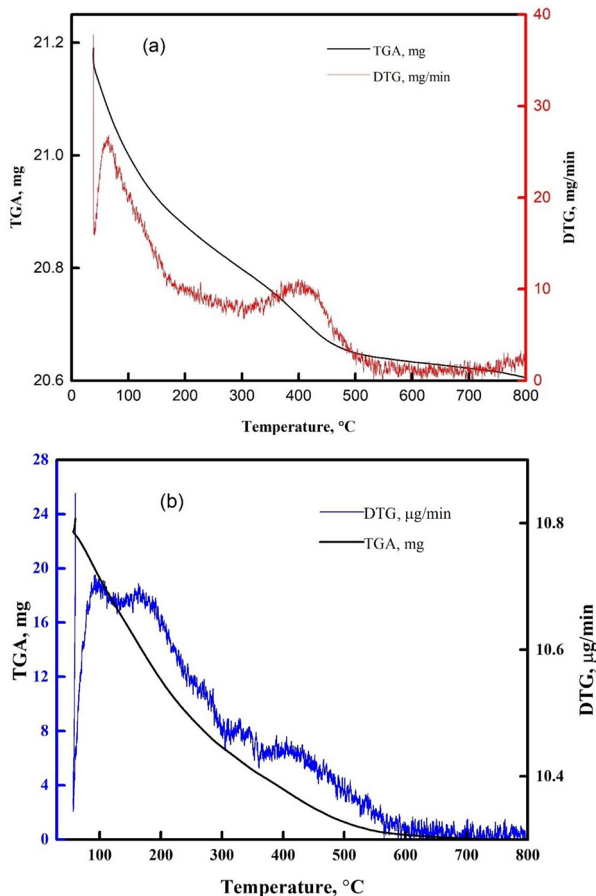 (a)
TGA, mg
DTG, mg/min
21.2
21.0
20.8
20.6
TGA, mg
40
30
20
10
0
DTG, mg/min
0 100 200 300 400 500 600 700 800
Temperature, °C
(b)
DTG, µg/min
TGA, mg
28
24
20
16
12
8
4
0
TGA, mg
10.8
10.6
10.4
DTG, µg/min
100 200 300 400 500 600 700 800
Temperature, °C